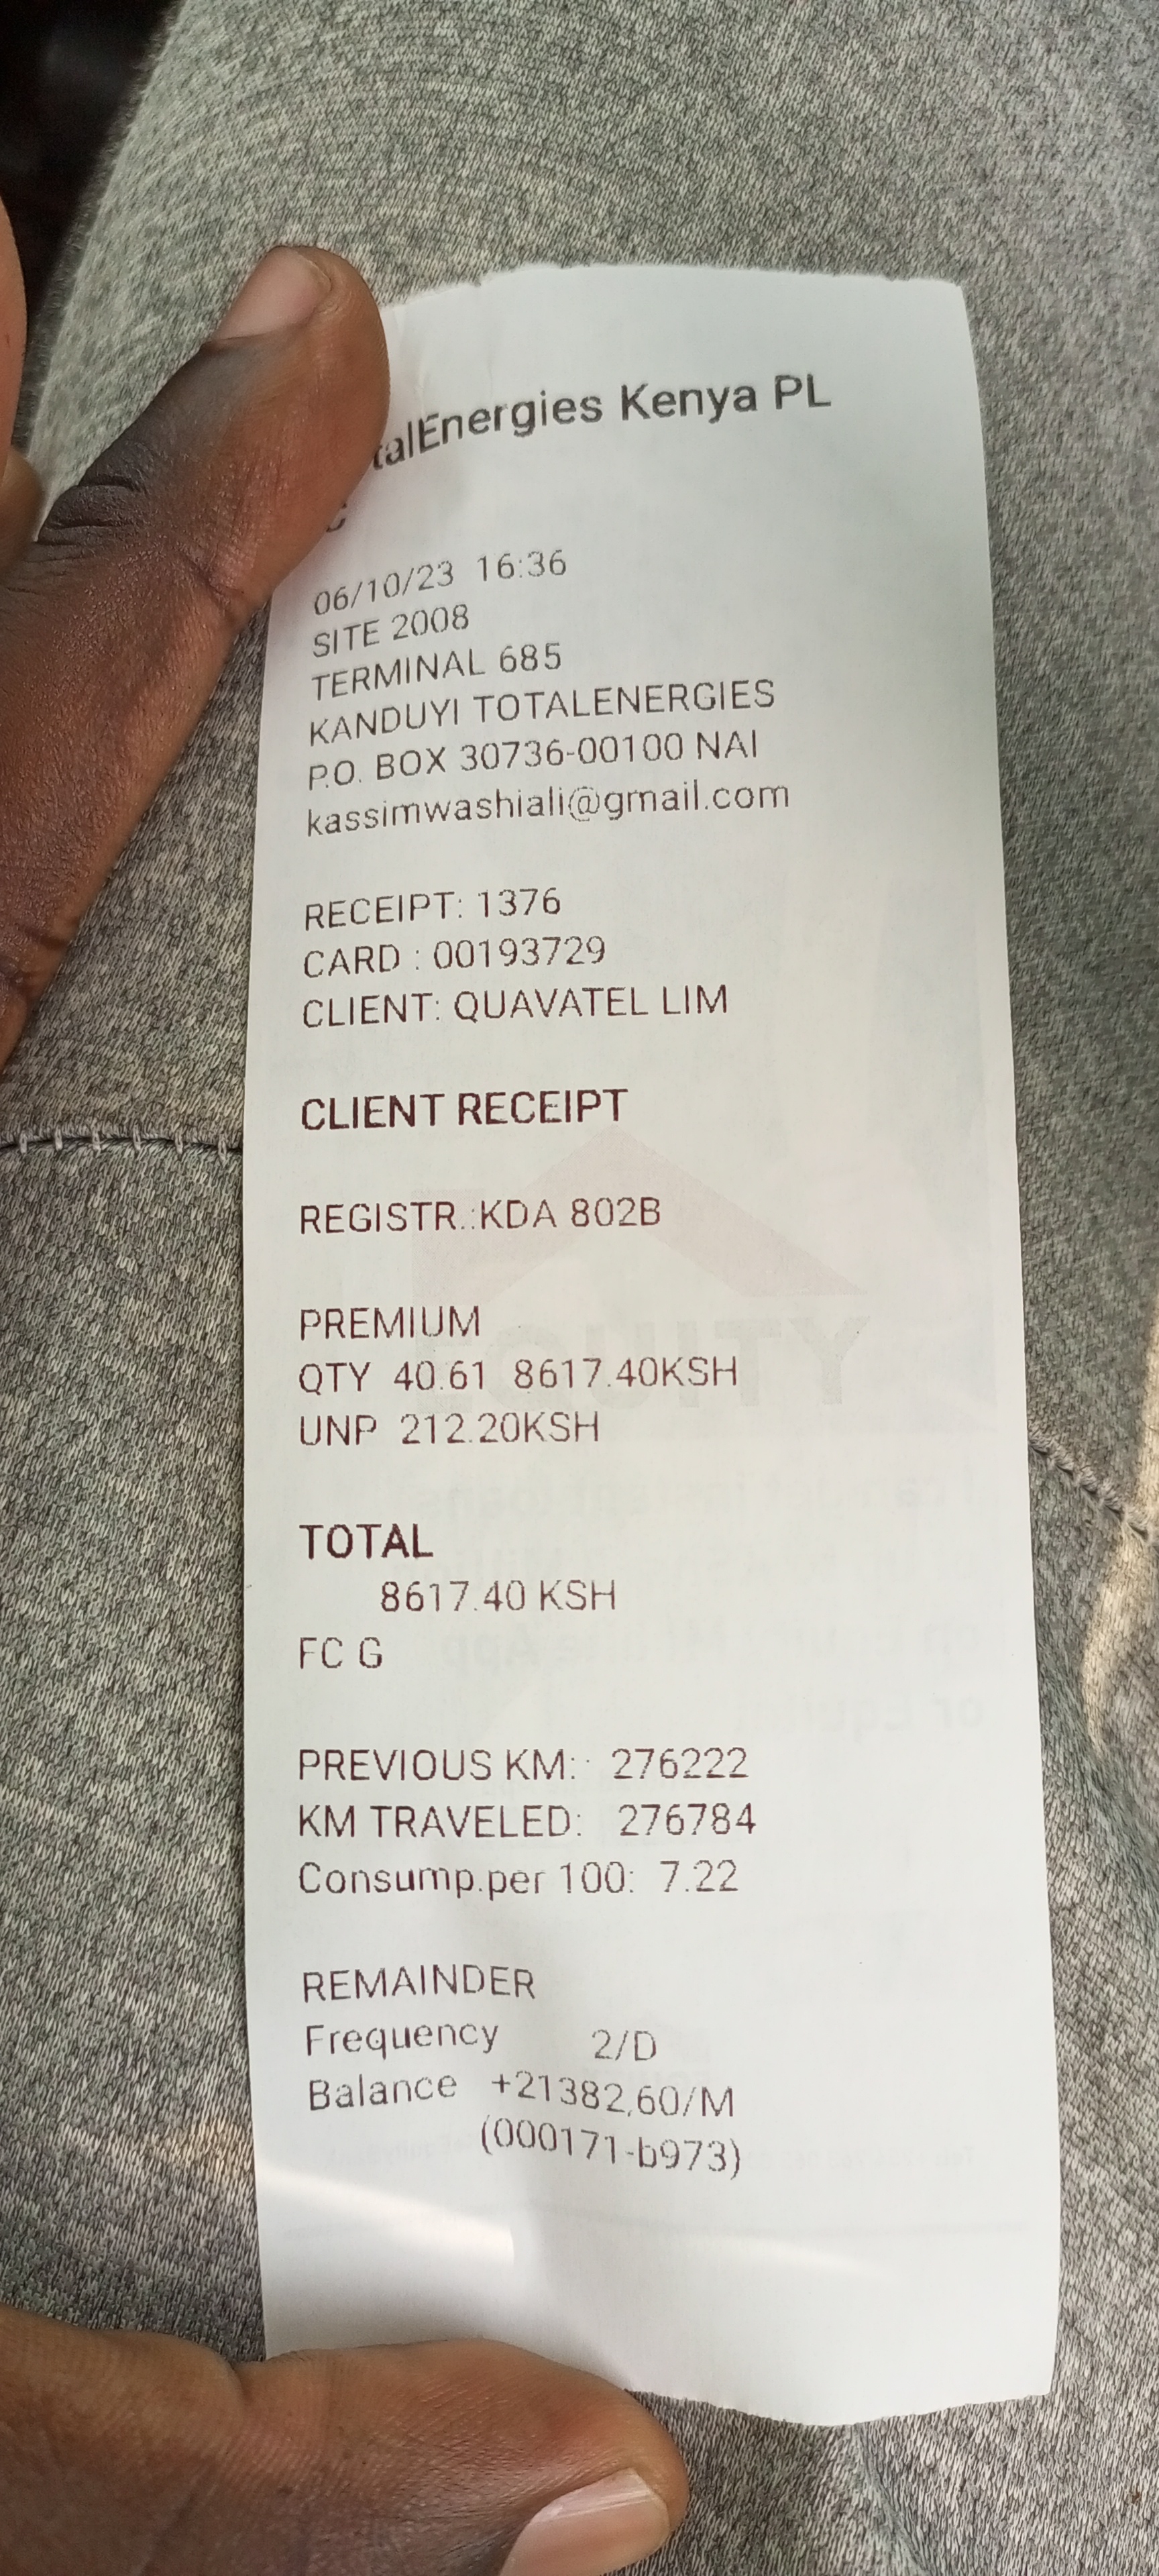 talEnergies Kenya PL
C
06/10/23 16:36
SITE 2008
TERMINAL 685
KANDUYI TOTALENERGIES
P.O. BOX 30736-00100 NAI
kassimwashiali@gmail.com
RECEIPT: 1376
CARD : 00193729
CLIENT: QUAVATEL LIM
CLIENT RECEIPT
REGISTR.:KDA 802B
PREMIUM
QTY 40.61 8617.40KSH
UNP 212.20KSH
TOTAL
8617.40 KSH
FC G
PREVIOUS KM: 276222
KM TRAVELED: 276784
Consump.per 100: 7.22
REMAINDER
Frequency 2/D
Balance +21382,60/M
(000171-b973)